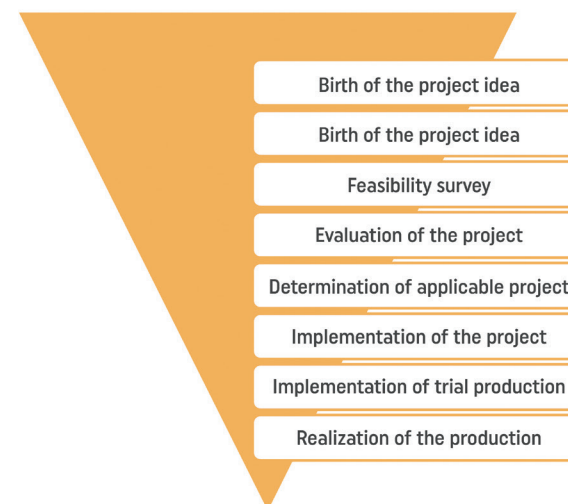 Birth of the project idea
Birth of the project idea
Feasibility survey
Evaluation of the project
Determination of applicable project
Implementation of the project
Implementation of trial production
Realization of the production